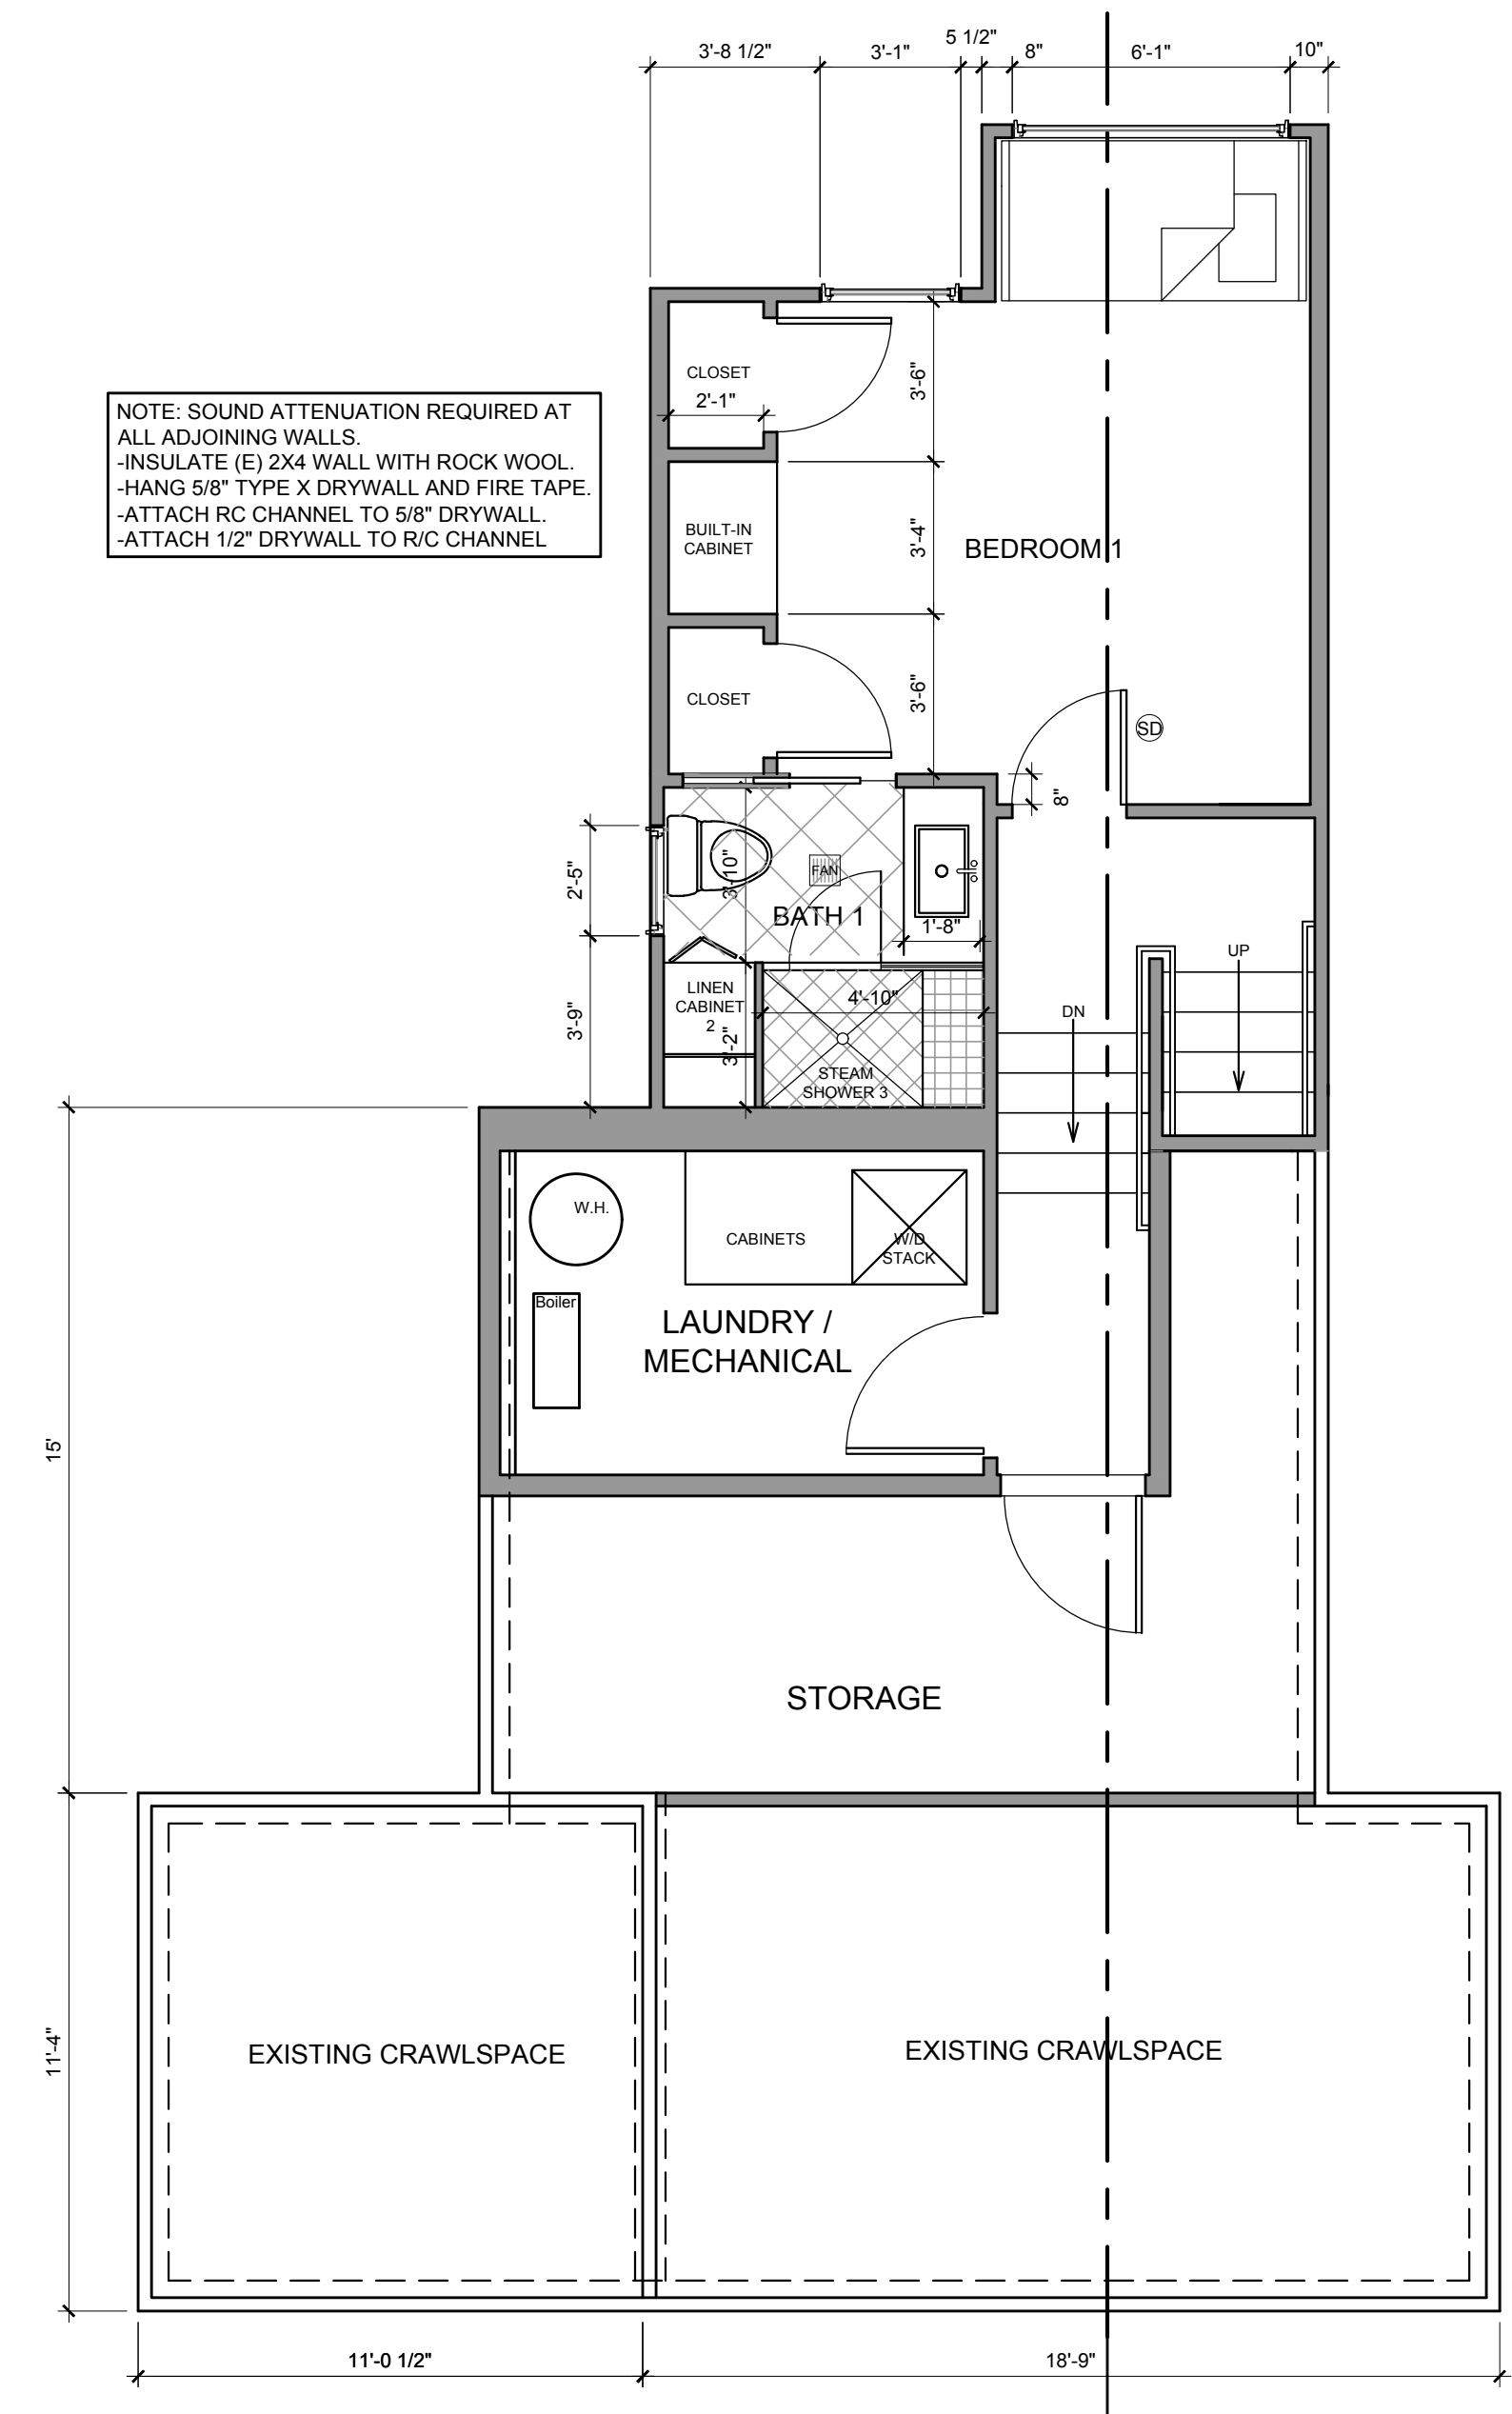 3'-8 1/2"
3'-1"
5 1/2"
8"
6'-1"
10"
NOTE: SOUND ATTENUATION REQUIRED AT
ALL ADJOINING WALLS.
-INSULATE (E) 2X4 WALL WITH ROCK WOOL.
-HANG 5/8" TYPE X DRYWALL AND FIRE TAPE.
-ATTACH RC CHANNEL TO 5/8" DRYWALL.
-ATTACH 1/2" DRYWALL TO R/C CHANNEL
CLOSET
2'-1"
3'-6"
BUILT-IN
CABINET
3'-4"
BEDROOM 1
CLOSET
3'-6"
SD
8"
2'-5"
3'-10"
FAN
BATH 1
1'-8"
UP
LINEN
CABINET
2
4'-10"
DN
3'-9"
3'-2"
STEAM
SHOWER 3
W.H.
CABINETS
W/D
STACK
Boiler
LAUNDRY /
MECHANICAL
15'
STORAGE
11'-4"
EXISTING CRAWLSPACE
EXISTING CRAWLSPACE
11'-0 1/2"
18'-9"